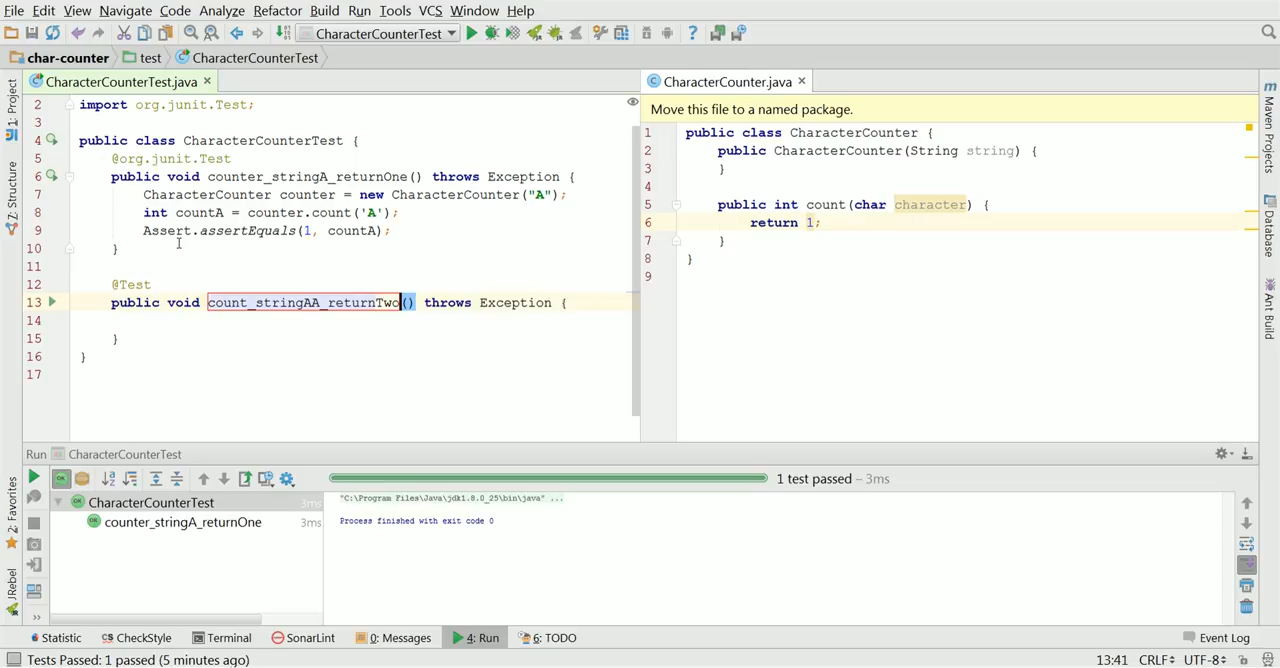 File Edit View Navigate Code Analyze Refactor Build Run Tools VCS Window Help
CharacterCounterTest
char-counter test CharacterCounterTest
CharacterCounterTest.java
2 import org.junit.Test;
3
4 public class CharacterCounterTest {
5 @org.junit.Test
6 public void counter_stringA_returnOne() throws Exception {
7 CharacterCounter counter = new CharacterCounter("A");
8 int countA = counter.count('A');
9 Assert.assertEquals(1, countA);
10 }
11
12 @Test
13 public void count_stringAA_returnTwo() throws Exception {
14
15 }
16 }
17
CharacterCounter.java
Move this file to a named package.
1 public class CharacterCounter {
2 public CharacterCounter(String string) {
3 }
4
5 public int count(char character) {
6 return 1;
7 }
8 }
9
1: Project
7: Structure
2: Favorites
JRebel
Maven Projects
Database
Ant Build
Run CharacterCounterTest
1 test passed – 3ms
CharacterCounterTest 3ms
counter_stringA_returnOne 3ms
"C:\Program Files\Java\jdk1.8.0_25\bin\java" ...
Process finished with exit code 0
Statistic CheckStyle Terminal SonarLint 0: Messages 4: Run 6: TODO Event Log
Tests Passed: 1 passed (5 minutes ago) 13:41 CRLF UTF-8